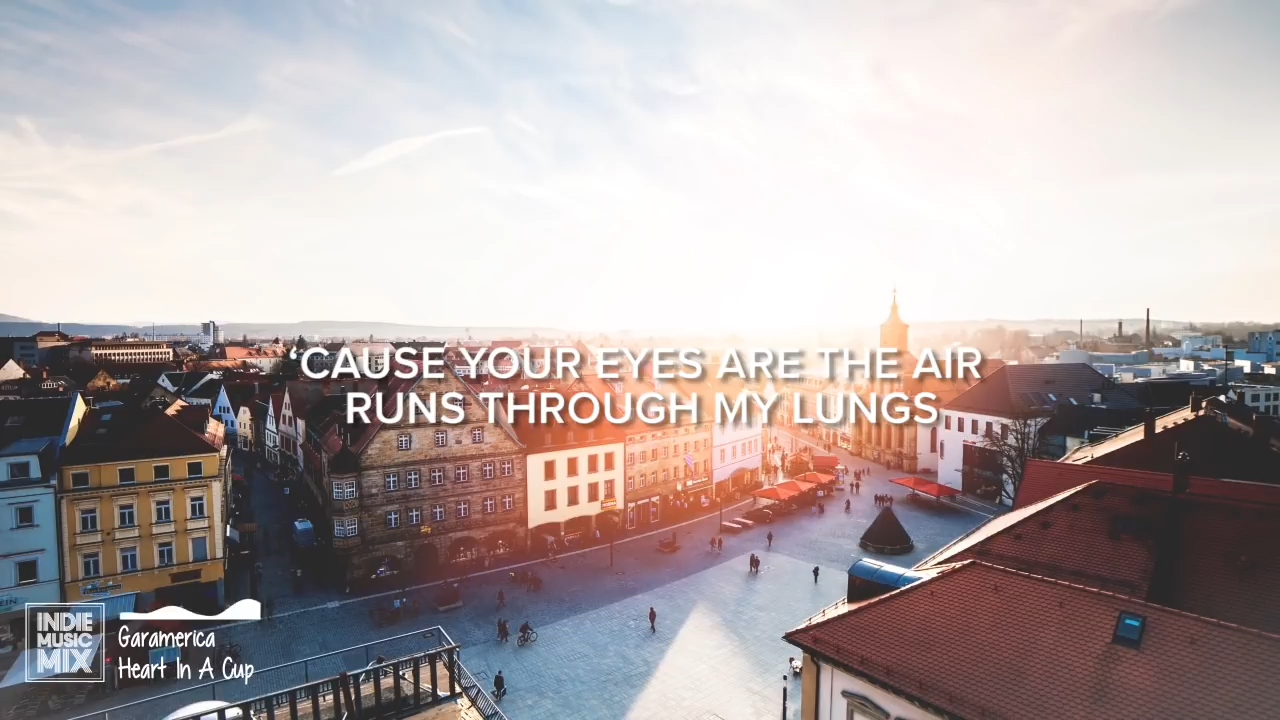 ‘CAUSE YOUR EYES ARE THE AIR
RUNS THROUGH MY LUNGS
INDIE
MUSIC
MIX
Garamerica
Heart In A Cup